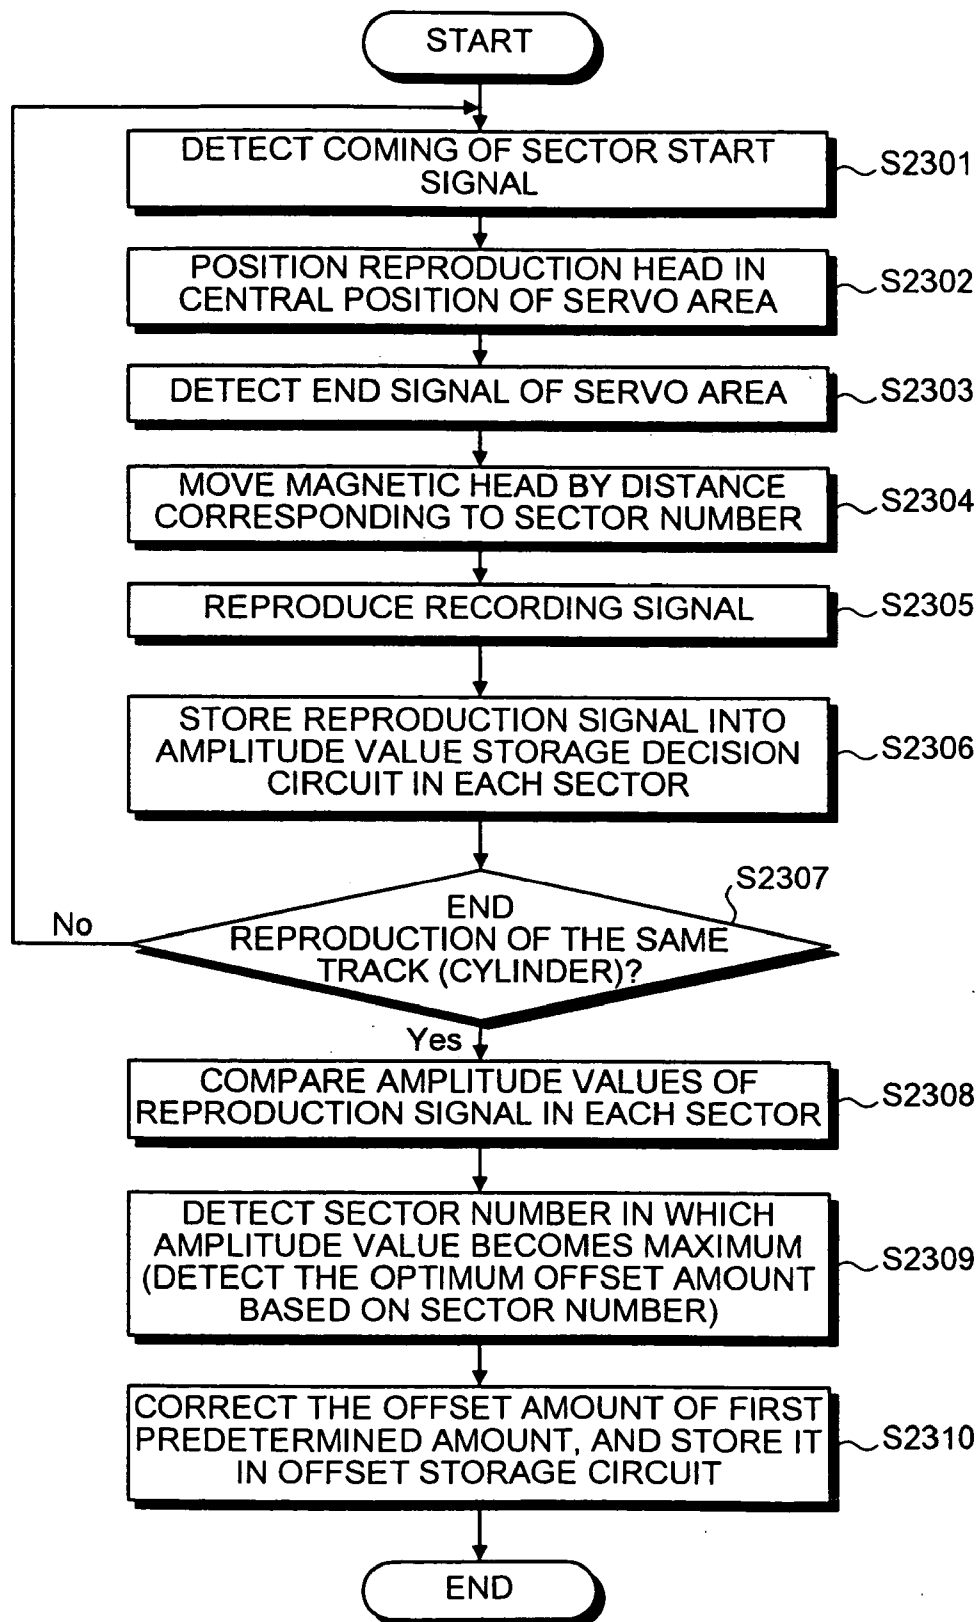 START
DETECT COMING OF SECTOR START
SIGNAL
S2301
POSITION REPRODUCTION HEAD IN
CENTRAL POSITION OF SERVO AREA
S2302
DETECT END SIGNAL OF SERVO AREA
S2303
MOVE MAGNETIC HEAD BY DISTANCE
CORRESPONDING TO SECTOR NUMBER
S2304
REPRODUCE RECORDING SIGNAL
S2305
STORE REPRODUCTION SIGNAL INTO
AMPLITUDE VALUE STORAGE DECISION
CIRCUIT IN EACH SECTOR
S2306
S2307
END
REPRODUCTION OF THE SAME
TRACK (CYLINDER)?
No
Yes
COMPARE AMPLITUDE VALUES OF
REPRODUCTION SIGNAL IN EACH SECTOR
S2308
DETECT SECTOR NUMBER IN WHICH
AMPLITUDE VALUE BECOMES MAXIMUM
(DETECT THE OPTIMUM OFFSET AMOUNT
BASED ON SECTOR NUMBER)
S2309
CORRECT THE OFFSET AMOUNT OF FIRST
PREDETERMINED AMOUNT, AND STORE IT
IN OFFSET STORAGE CIRCUIT
S2310
END